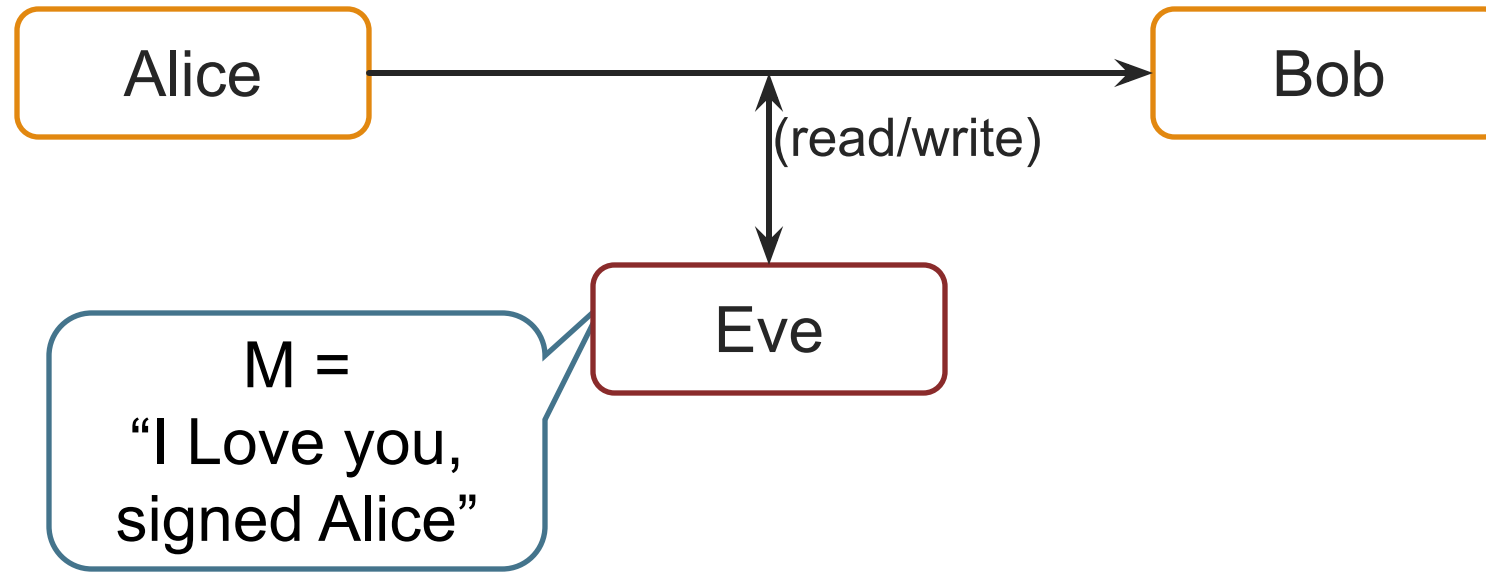 Alice
Bob
(read/write)
Eve
M =
“I Love you,
signed Alice”